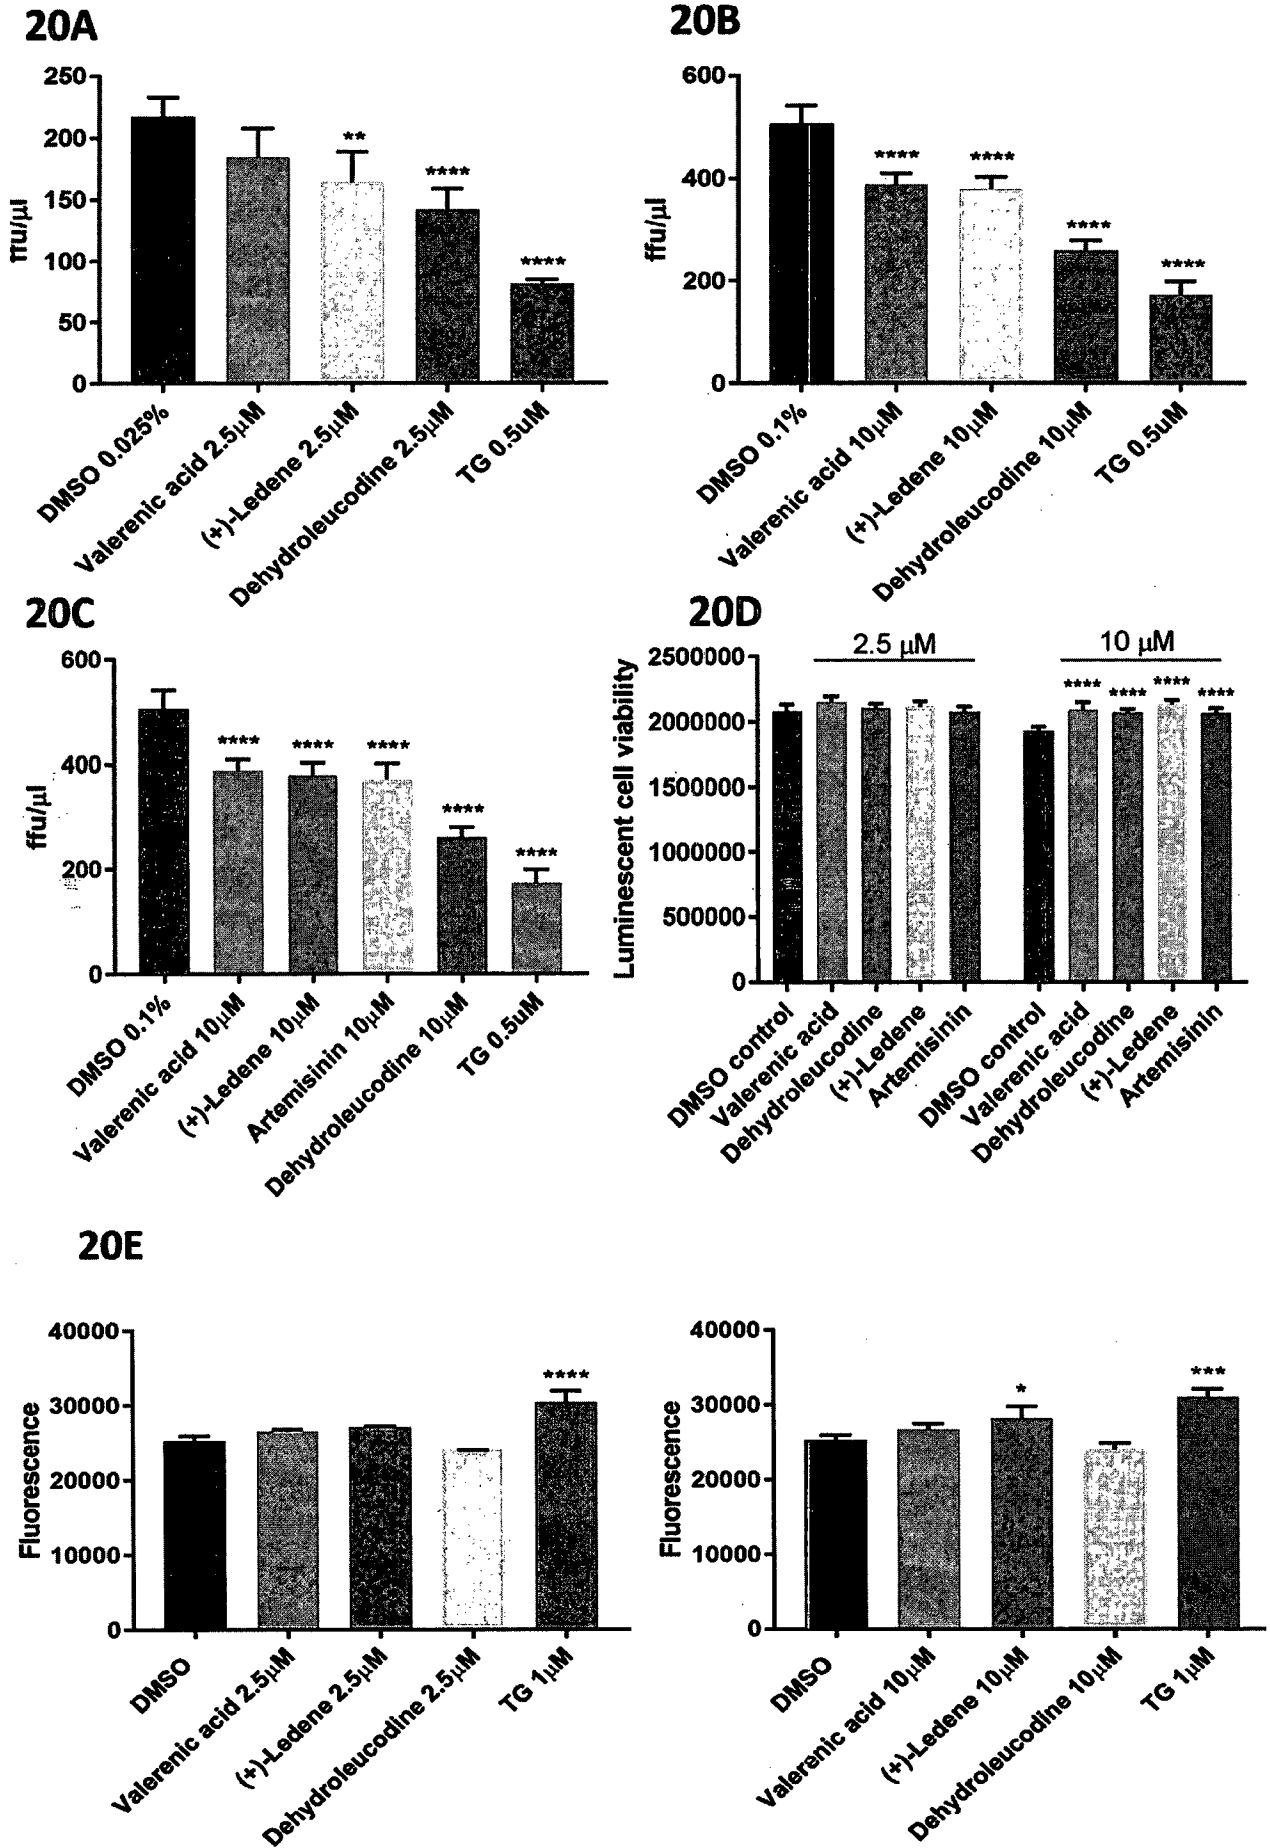 20A
250
200
150
100
50
0
ffu/µl
**
****
****
DMSO 0.025%
Valerenic acid 2.5µM
(+)-Ledene 2.5µM
Dehydroleucodine 2.5µM
TG 0.5uM
20B
600
400
200
0
ffu/µl
****
****
****
****
DMSO 0.1%
Valerenic acid 10µM
(+)-Ledene 10µM
Dehydroleucodine 10µM
TG 0.5uM
20C
600
400
200
0
ffu/µl
****
****
****
****
****
DMSO 0.1%
Valerenic acid 10µM
(+)-Ledene 10µM
Artemisinin 10µM
Dehydroleucodine 10µM
TG 0.5uM
20D
2.5 µM
10 µM
2500000
2000000
1500000
1000000
500000
0
Luminescent cell viability
****
****
****
****
DMSO control
Valerenic acid
Dehydroleucodine
(+)-Ledene
Artemisinin
DMSO control
Valerenic acid
Dehydroleucodine
(+)-Ledene
Artemisinin
20E
40000
30000
20000
10000
0
Fluorescence
****
DMSO
Valerenic acid 2.5µM
(+)-Ledene 2.5µM
Dehydroleucodine 2.5µM
TG 1µM
40000
30000
20000
10000
0
Fluorescence
*
***
DMSO
Valerenic acid 10µM
(+)-Ledene 10µM
Dehydroleucodine 10µM
TG 1µM